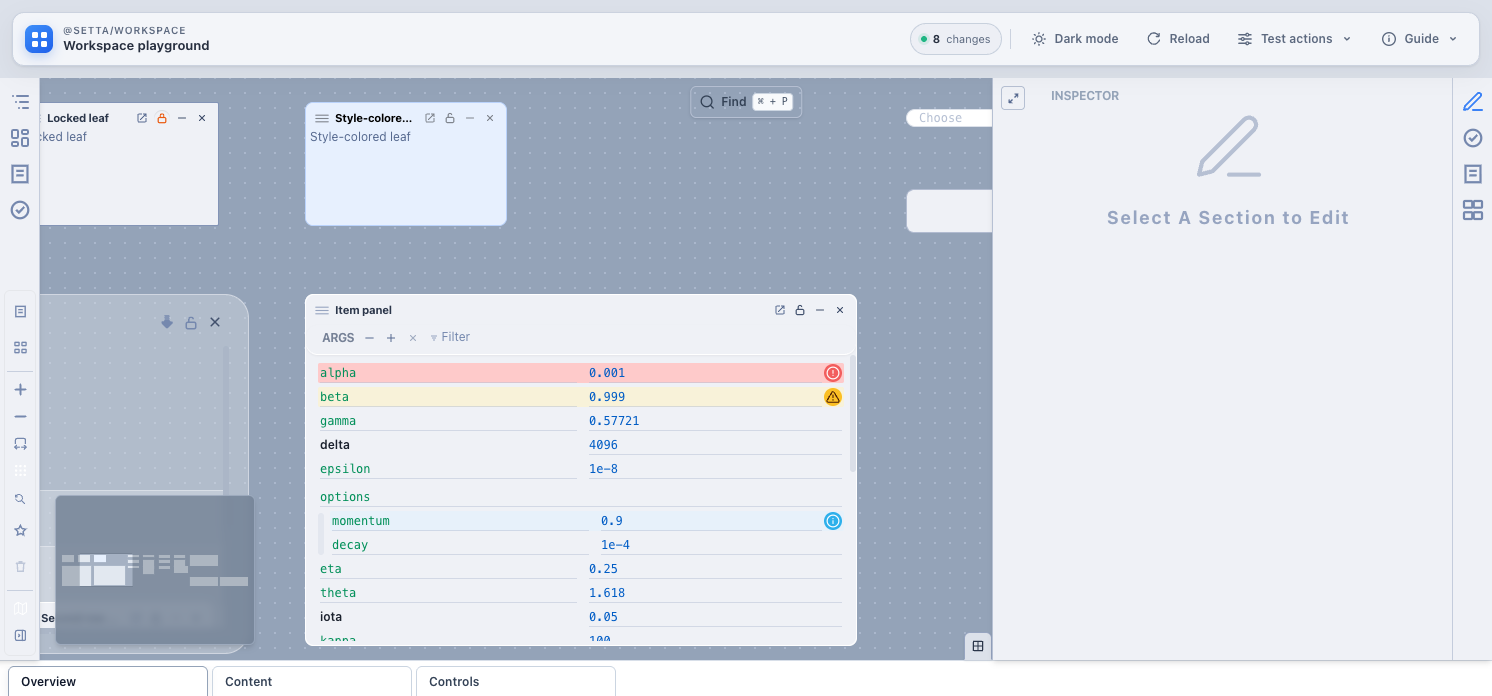 @SETTA/WORKSPACE
Workspace playground
8 changes
Dark mode
Reload
Test actions
Guide
Locked leaf
cked leaf
Style-colore...
Style-colored leaf
Find ⌘ + P
Choose
INSPECTOR
Select A Section to Edit
Item panel
ARGS
Filter
alpha 0.001
beta 0.999
gamma 0.57721
delta 4096
epsilon 1e-8
options
momentum 0.9
decay 1e-4
eta 0.25
theta 1.618
iota 0.05
kappa 100
Se
Overview
Content
Controls